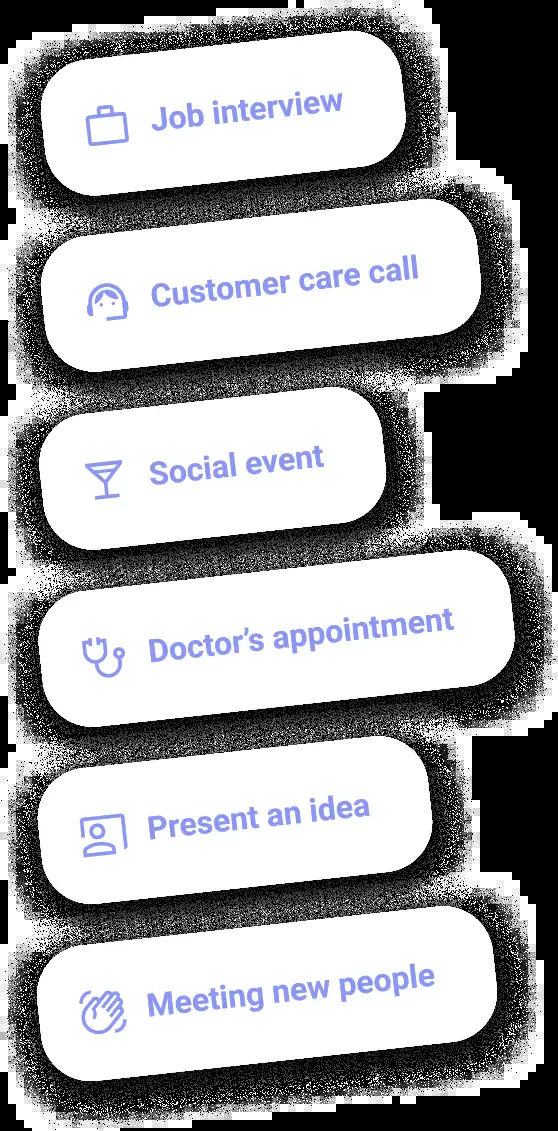 Job interview
Customer care call
Social event
Doctor’s appointment
Present an idea
Meeting new people